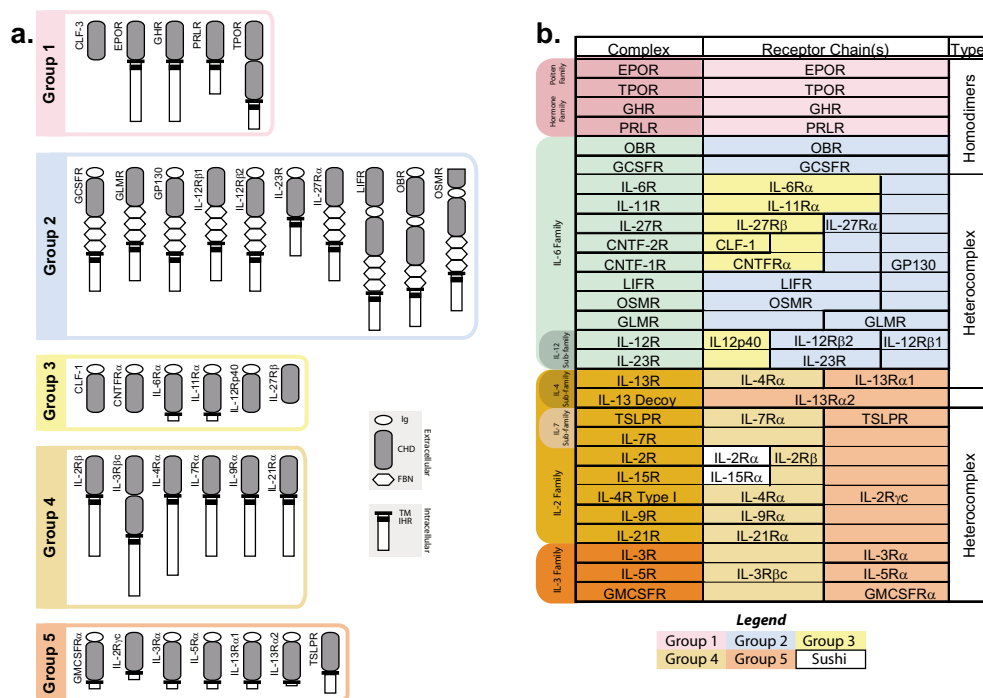 a.
Group 1
CLF-3
EPOR
GHR
PRLR
TPOR
Group 2
GCSFR
GLMR
GP130
IL-12Rβ1
IL-12Rβ2
IL-23R
IL-27Rα
LIFR
OBR
OSMR
Group 3
CLF-1
CNTFRα
IL-6Rα
IL-11Rα
IL-12Rp40
IL-27Rβ
Group 4
IL-2Rβ
IL-3Rβc
IL-4Rα
IL-7Rα
IL-9Rα
IL-21Rα
Group 5
GMCSFRα
IL-2Rγc
IL-3Rα
IL-5Rα
IL-13Rα1
IL-13Rα2
TSLPR
Ig
CHD
FBN
Extracellular
TM
IHR
Intracellular
b.
Complex Receptor Chain(s) Type
Poiten Family
Hormone Family
EPOR EPOR
TPOR TPOR
GHR GHR
PRLR PRLR
Homodimers
IL-6 Family
OBR OBR
GCSFR GCSFR
IL-6R IL-6Rα
IL-11R IL-11Rα
IL-27R IL-27Rβ IL-27Rα
CNTF-2R CLF-1
CNTF-1R CNTFRα GP130
LIFR LIFR
OSMR OSMR
GLMR GLMR
Heterocomplex
IL-12 Sub-family
IL-12R IL12p40 IL-12Rβ2 IL-12Rβ1
IL-23R IL-23R
IL-4 Sub-family
IL-13R IL-4Rα IL-13Rα1
IL-13 Decoy IL-13Rα2
IL-7 Sub-family
TSLPR IL-7Rα TSLPR
IL-7R
IL-2 Family
IL-2R IL-2Rα IL-2Rβ
IL-15R IL-15Rα
IL-4R Type I IL-4Rα IL-2Rγc
IL-9R IL-9Rα
IL-21R IL-21Rα
Heterocomplex
IL-3 Family
IL-3R IL-3Rα
IL-5R IL-3Rβc IL-5Rα
GMCSFR GMCSFRα
Legend
Group 1 Group 2 Group 3
Group 4 Group 5 Sushi